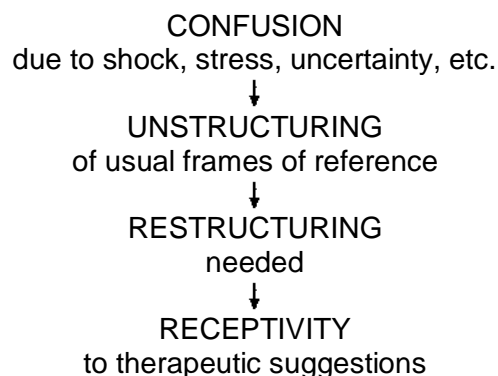 CONFUSION
due to shock, stress, uncertainty, etc.
UNSTRUCTURING
of usual frames of reference
RESTRUCTURING
needed
RECEPTIVITY
to therapeutic suggestions